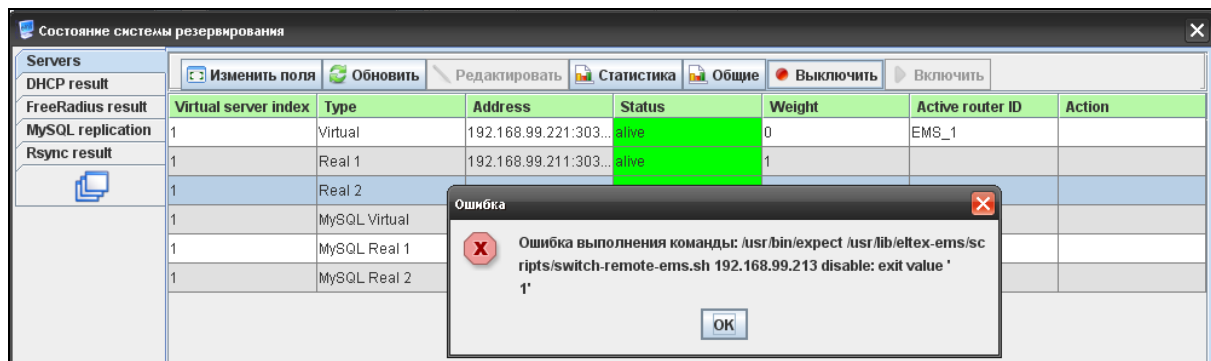 Состояние системы резервирования
Servers
DHCP result
FreeRadius result
MySQL replication
Rsync result
Изменить поля Обновить Редактировать Статистика Общие Выключить Включить
Virtual server index Type Address Status Weight Active router ID Action
1 Virtual 192.168.99.221:303... alive 0 EMS_1
1 Real 1 192.168.99.211:303... alive 1
1 Real 2
1 MySQL Virtual
1 MySQL Real 1
1 MySQL Real 2
Ошибка
Ошибка выполнения команды: /usr/bin/expect /usr/lib/eltex-ems/sc
ripts/switch-remote-ems.sh 192.168.99.213 disable: exit value '
1'
OK